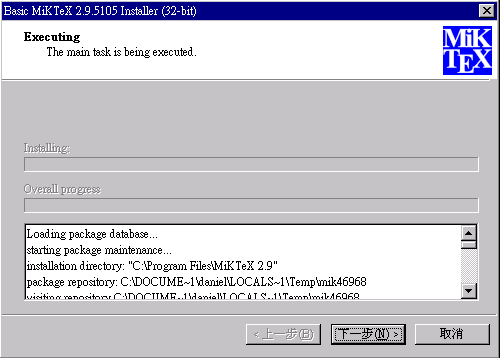 Basic MiKTeX 2.9.5105 Installer (32-bit)
Executing
The main task is being executed.
MiK
TEX
Installing:
Overall progress
Loading package database...
starting package maintenance...
installation directory: "C:\Program Files\MiKTeX 2.9"
package repository: C:\DOCUME~1\daniel\LOCALS~1\Temp\mik46968
visiting repository C:\DOCUME~1\daniel\LOCALS~1\Temp\mik46968
<上一步(B) 下一步(N) > 取消